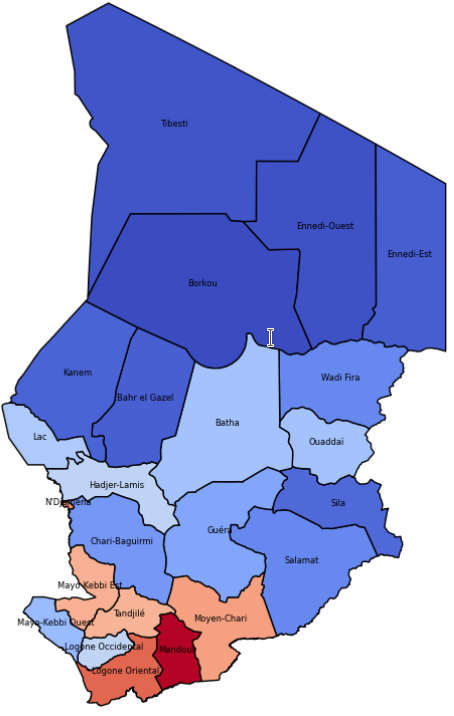 Tibesti
Ennedi-Ouest
Ennedi-Est
Borkou
Kanem
Wadi Fira
Bahr el Gazel
Batha
Lac
Ouaddaï
Hadjer-Lamis
N'Djamena
Sila
Guéra
Chari-Baguirmi
Salamat
Mayo-Kebbi Est
Tandjilé
Moyen-Chari
Mayo-Kebbi Ouest
Logone Occidental
Mandoul
Logone Oriental